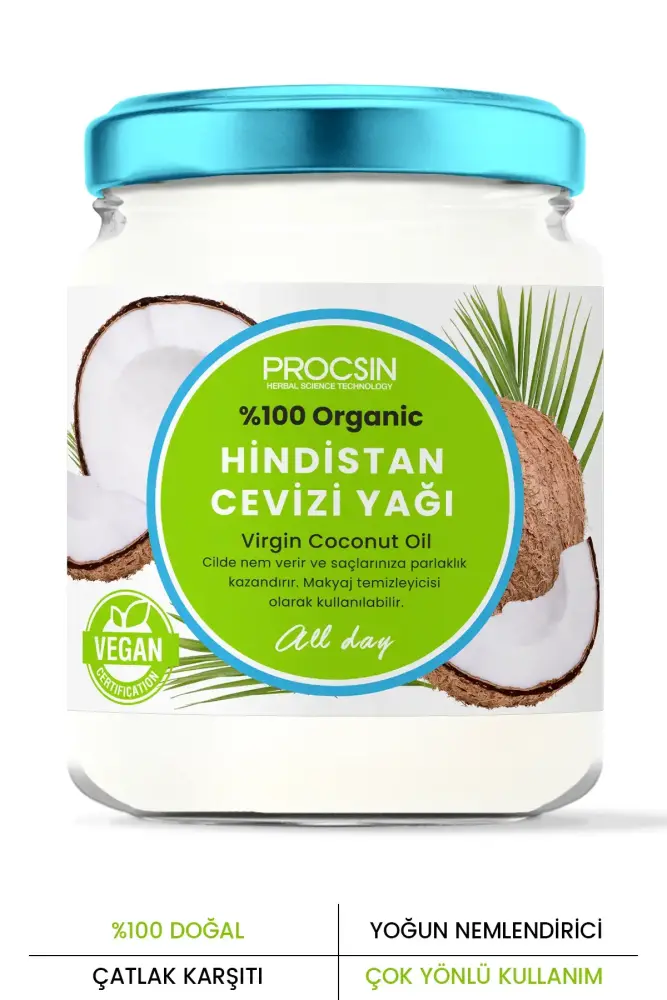 PROCSIN
HERBAL SCIENCE TECHNOLOGY
%100 Organic
HİNDİSTAN
CEVİZİ YAĞI
Virgin Coconut Oil
Cilde nem verir ve saçlarınıza parlaklık
kazandırır. Makyaj temizleyicisi
olarak kullanılabilir.
All day
VEGAN
CERTIFICATION
%100 DOĞAL
YOĞUN NEMLENDİRİCİ
ÇATLAK KARŞITI
ÇOK YÖNLÜ KULLANIM